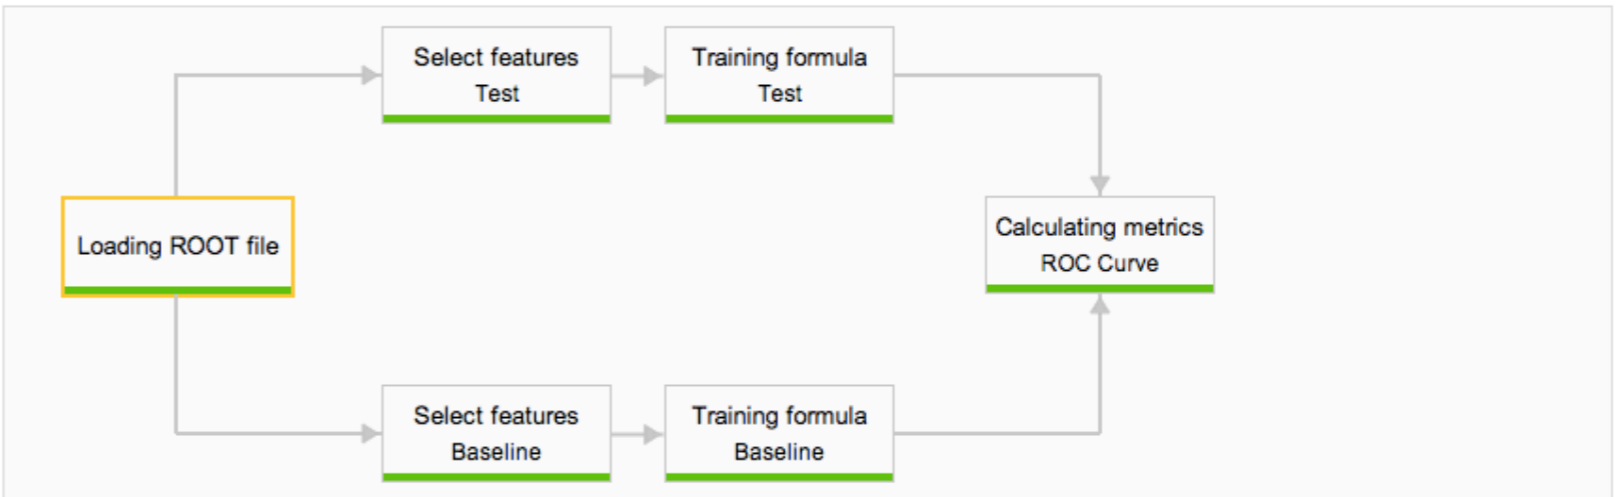 Select features
Test
Training formula
Test
Loading ROOT file
Calculating metrics
ROC Curve
Select features
Baseline
Training formula
Baseline